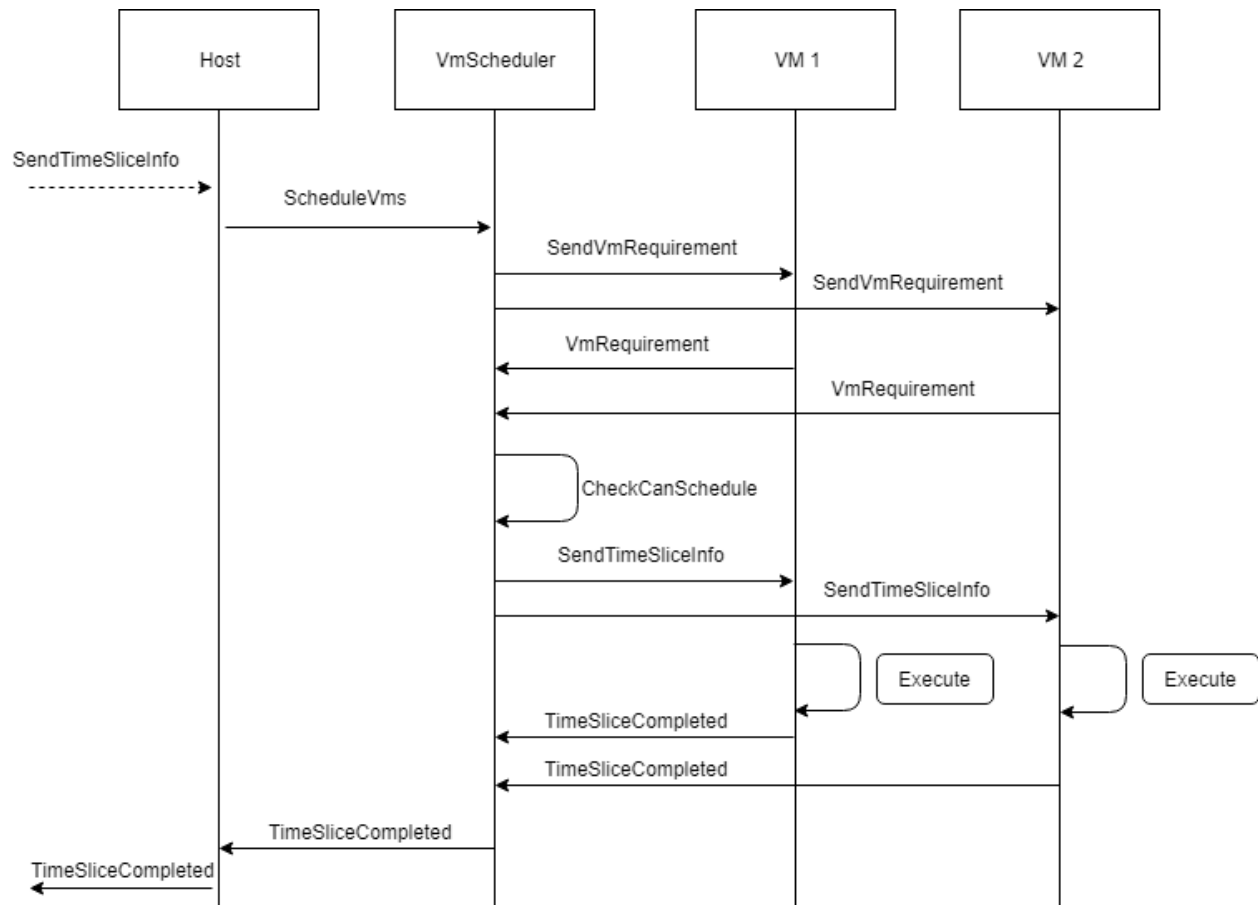 Host
VmScheduler
VM 1
VM 2
SendTimeSliceInfo
ScheduleVms
SendVmRequirement
SendVmRequirement
VmRequirement
VmRequirement
CheckCanSchedule
SendTimeSliceInfo
SendTimeSliceInfo
Execute
Execute
TimeSliceCompleted
TimeSliceCompleted
TimeSliceCompleted
TimeSliceCompleted